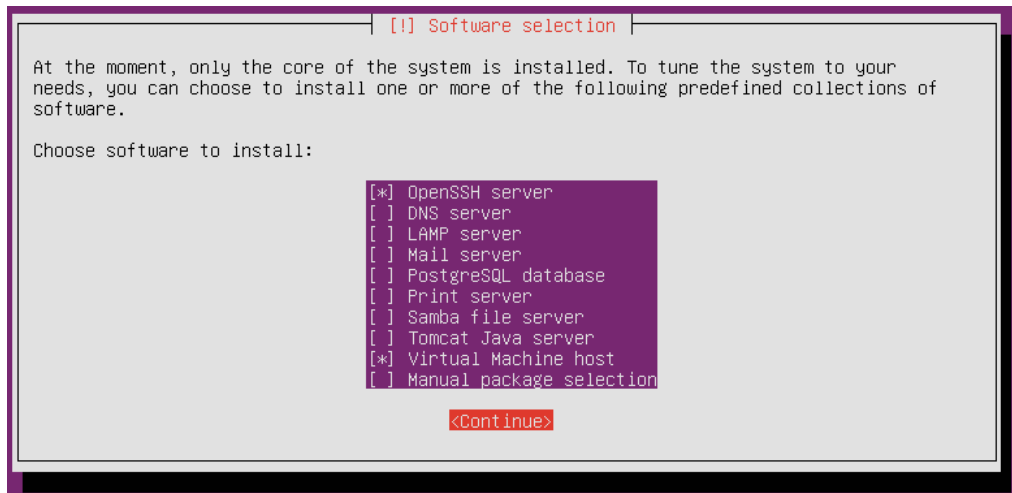 [!] Software selection
At the moment, only the core of the system is installed. To tune the system to your
needs, you can choose to install one or more of the following predefined collections of
software.
Choose software to install:
[*] OpenSSH server
[ ] DNS server
[ ] LAMP server
[ ] Mail server
[ ] PostgreSQL database
[ ] Print server
[ ] Samba file server
[ ] Tomcat Java server
[*] Virtual Machine host
[ ] Manual package selection
<Continue>